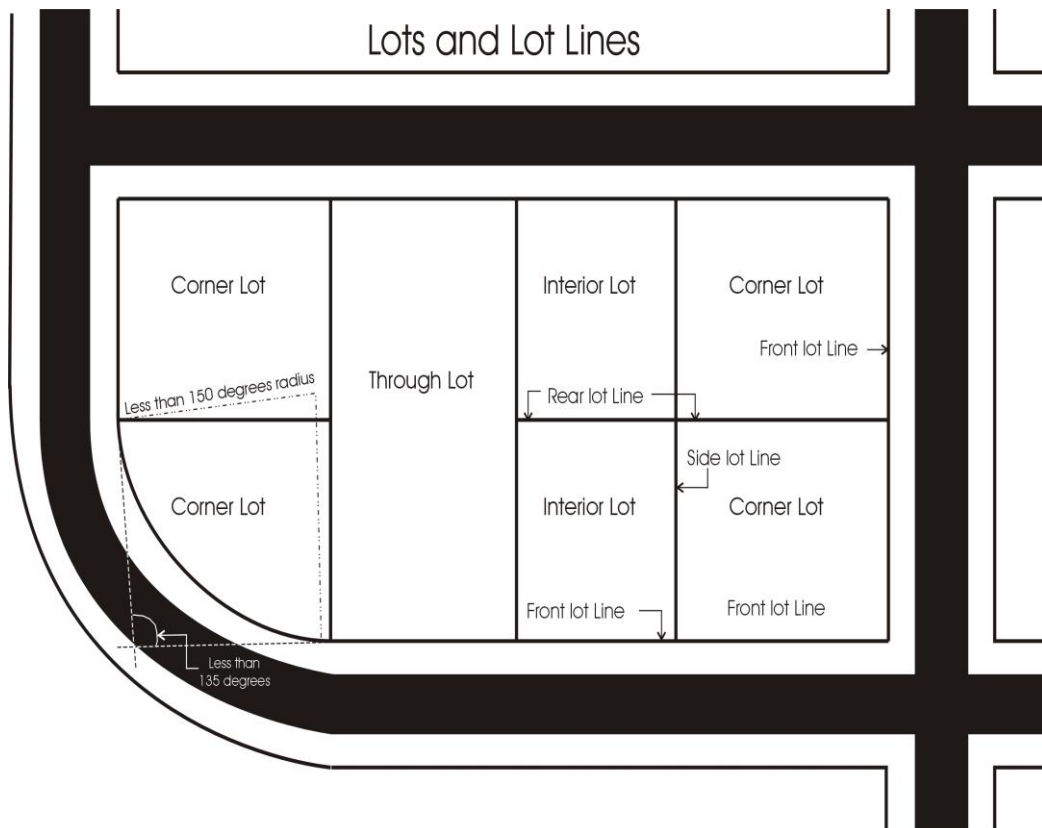 Lots and Lot Lines
Corner Lot
Interior Lot
Corner Lot
Front lot Line
Through Lot
Less than 150 degrees radius
Rear lot Line
Side lot Line
Corner Lot
Interior Lot
Corner Lot
Front lot Line
Front lot Line
Less than
135 degrees